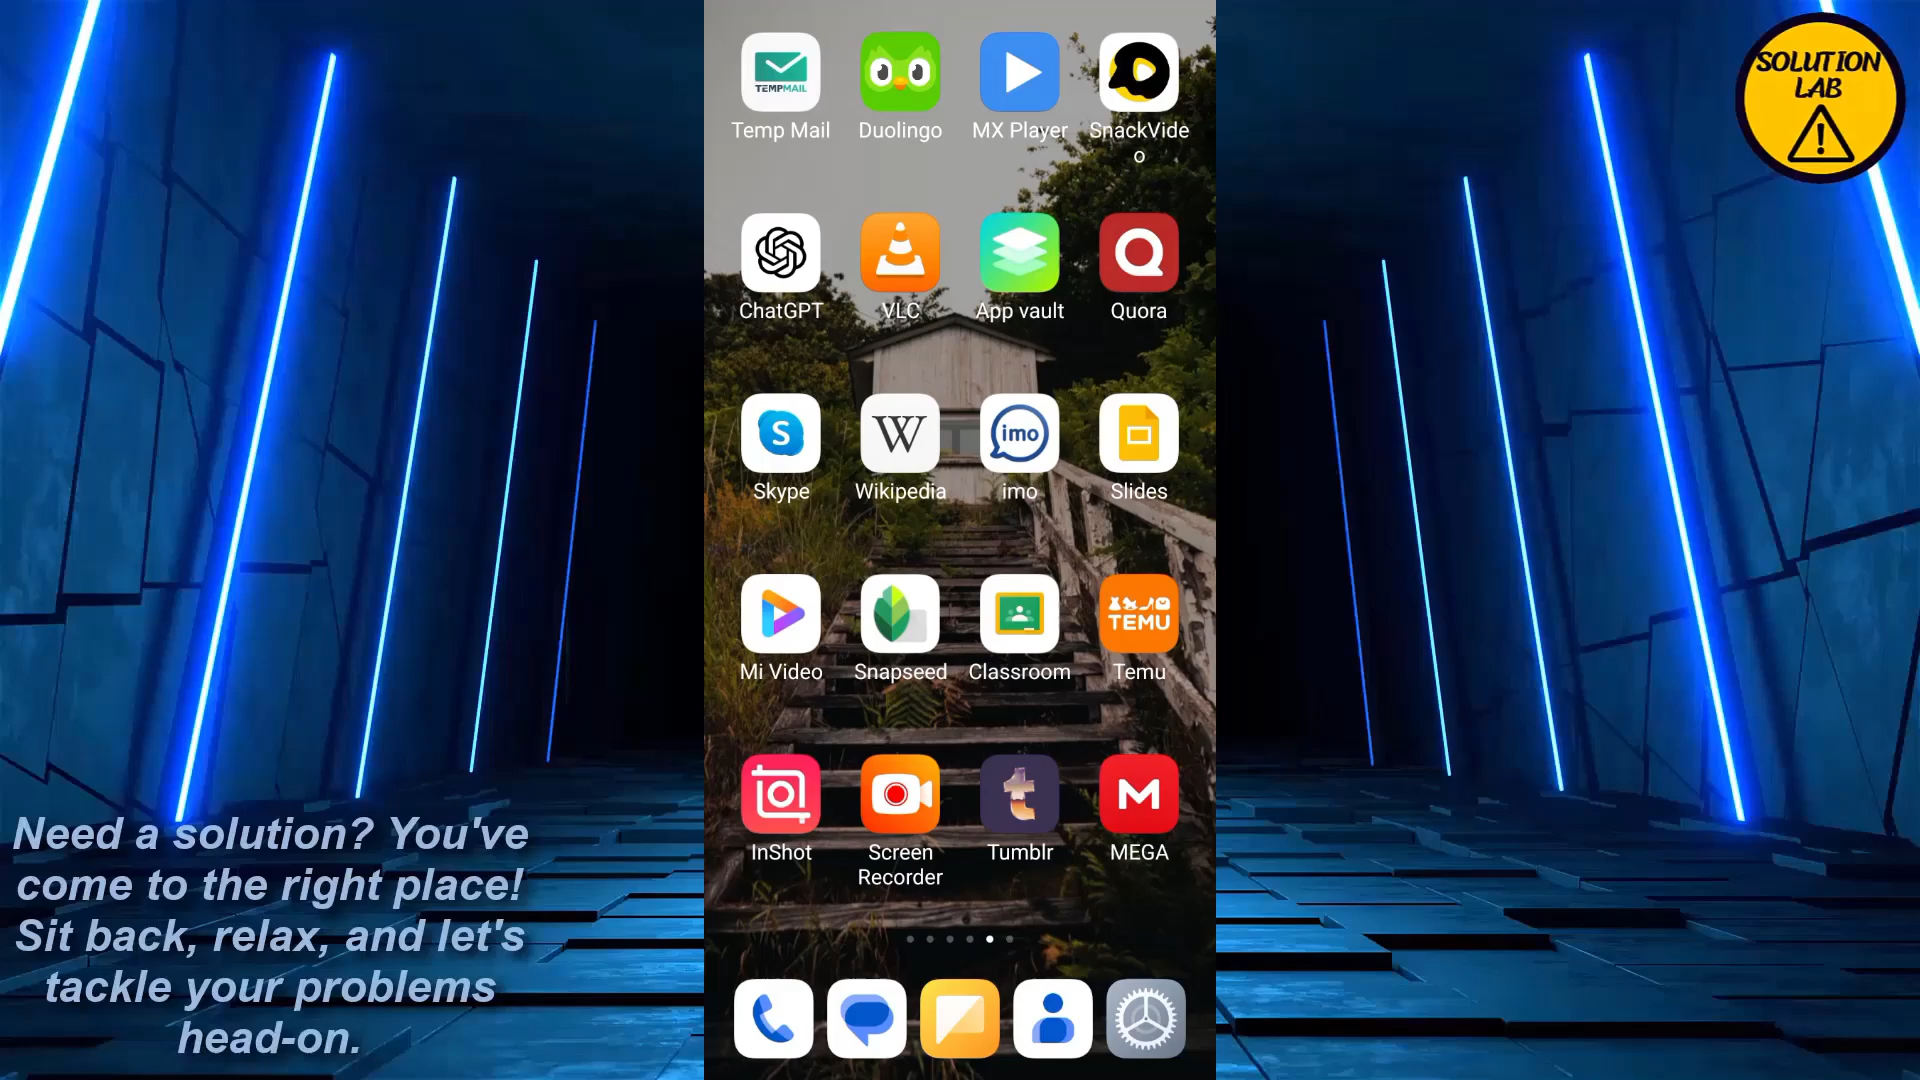 SOLUTION
LAB
TEMPMAIL
Temp Mail
Duolingo
MX Player
SnackVide
o
ChatGPT
VLC
App vault
Quora
S
Skype
W
Wikipedia
imo
imo
Slides
Mi Video
Snapseed
Classroom
TEMU
Temu
InShot
Screen
Recorder
t
Tumblr
M
MEGA
Need a solution? You've
come to the right place!
Sit back, relax, and let's
tackle your problems
head-on.